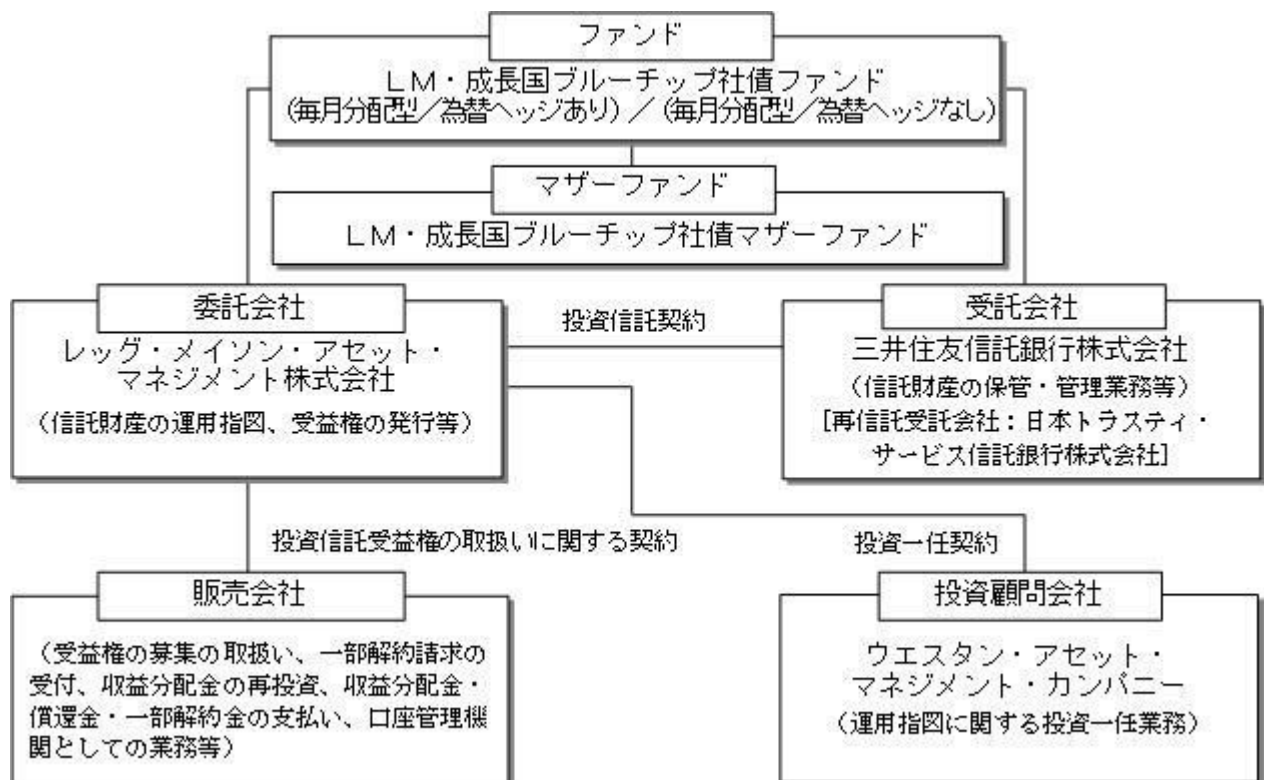 ファンド
LM・成長国ブルーチップ社債ファンド
(毎月分配型／為替ヘッジあり)／(毎月分配型／為替ヘッジなし)
マザーファンド
LM・成長国ブルーチップ社債マザーファンド
委託会社
レッグ・メイソン・アセット・
マネジメント株式会社
(信託財産の運用指図、受益権の発行等)
投資信託契約
受託会社
三井住友信託銀行株式会社
(信託財産の保管・管理業務等)
[再信託受託会社：日本トラスティ・
サービス信託銀行株式会社]
投資信託受益権の取扱いに関する契約
投資一任契約
販売会社
(受益権の募集の取扱い、一部解約請求の
受付、収益分配金の再投資、収益分配金・
償還金・一部解約金の支払い、口座管理機
関としての業務等)
投資顧問会社
ウエスタン・アセット・
マネジメント・カンパニー
(運用指図に関する投資一任業務)